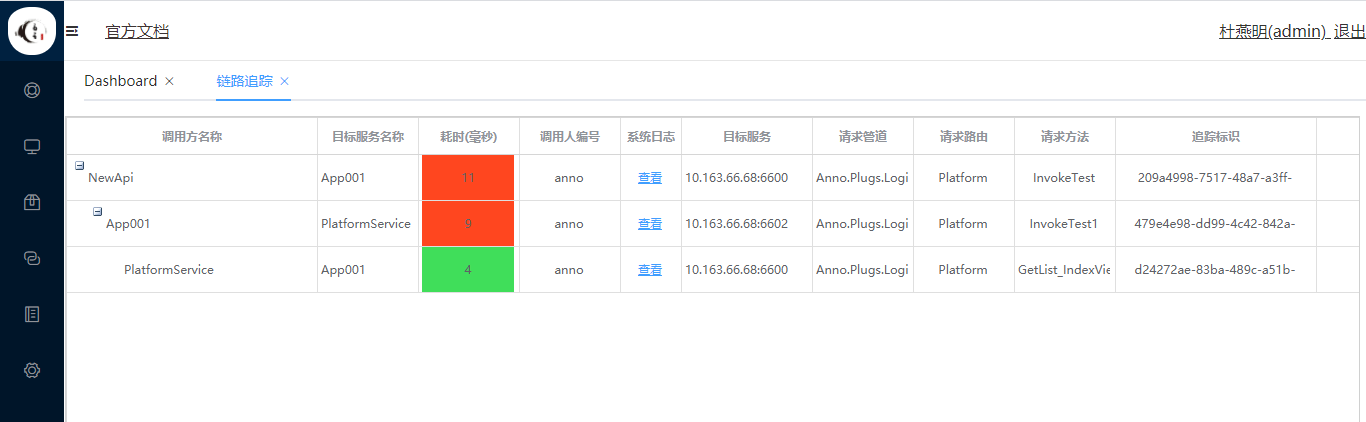 官方文档
杜燕明(admin) 退出
Dashboard ×
链路追踪 ×
调用方名称 目标服务名称 耗时(毫秒) 调用人编号 系统日志 目标服务 请求管道 请求路由 请求方法 追踪标识
NewApi App001 11 anno 查看 10.163.66.68:6600 Anno.Plugs.Logi Platform InvokeTest 209a4998-7517-48a7-a3ff-
App001 PlatformService 9 anno 查看 10.163.66.68:6602 Anno.Plugs.Logi Platform InvokeTest1 479e4e98-dd99-4c42-842a-
PlatformService App001 4 anno 查看 10.163.66.68:6600 Anno.Plugs.Logi Platform GetList_IndexVie d24272ae-83ba-489c-a51b-